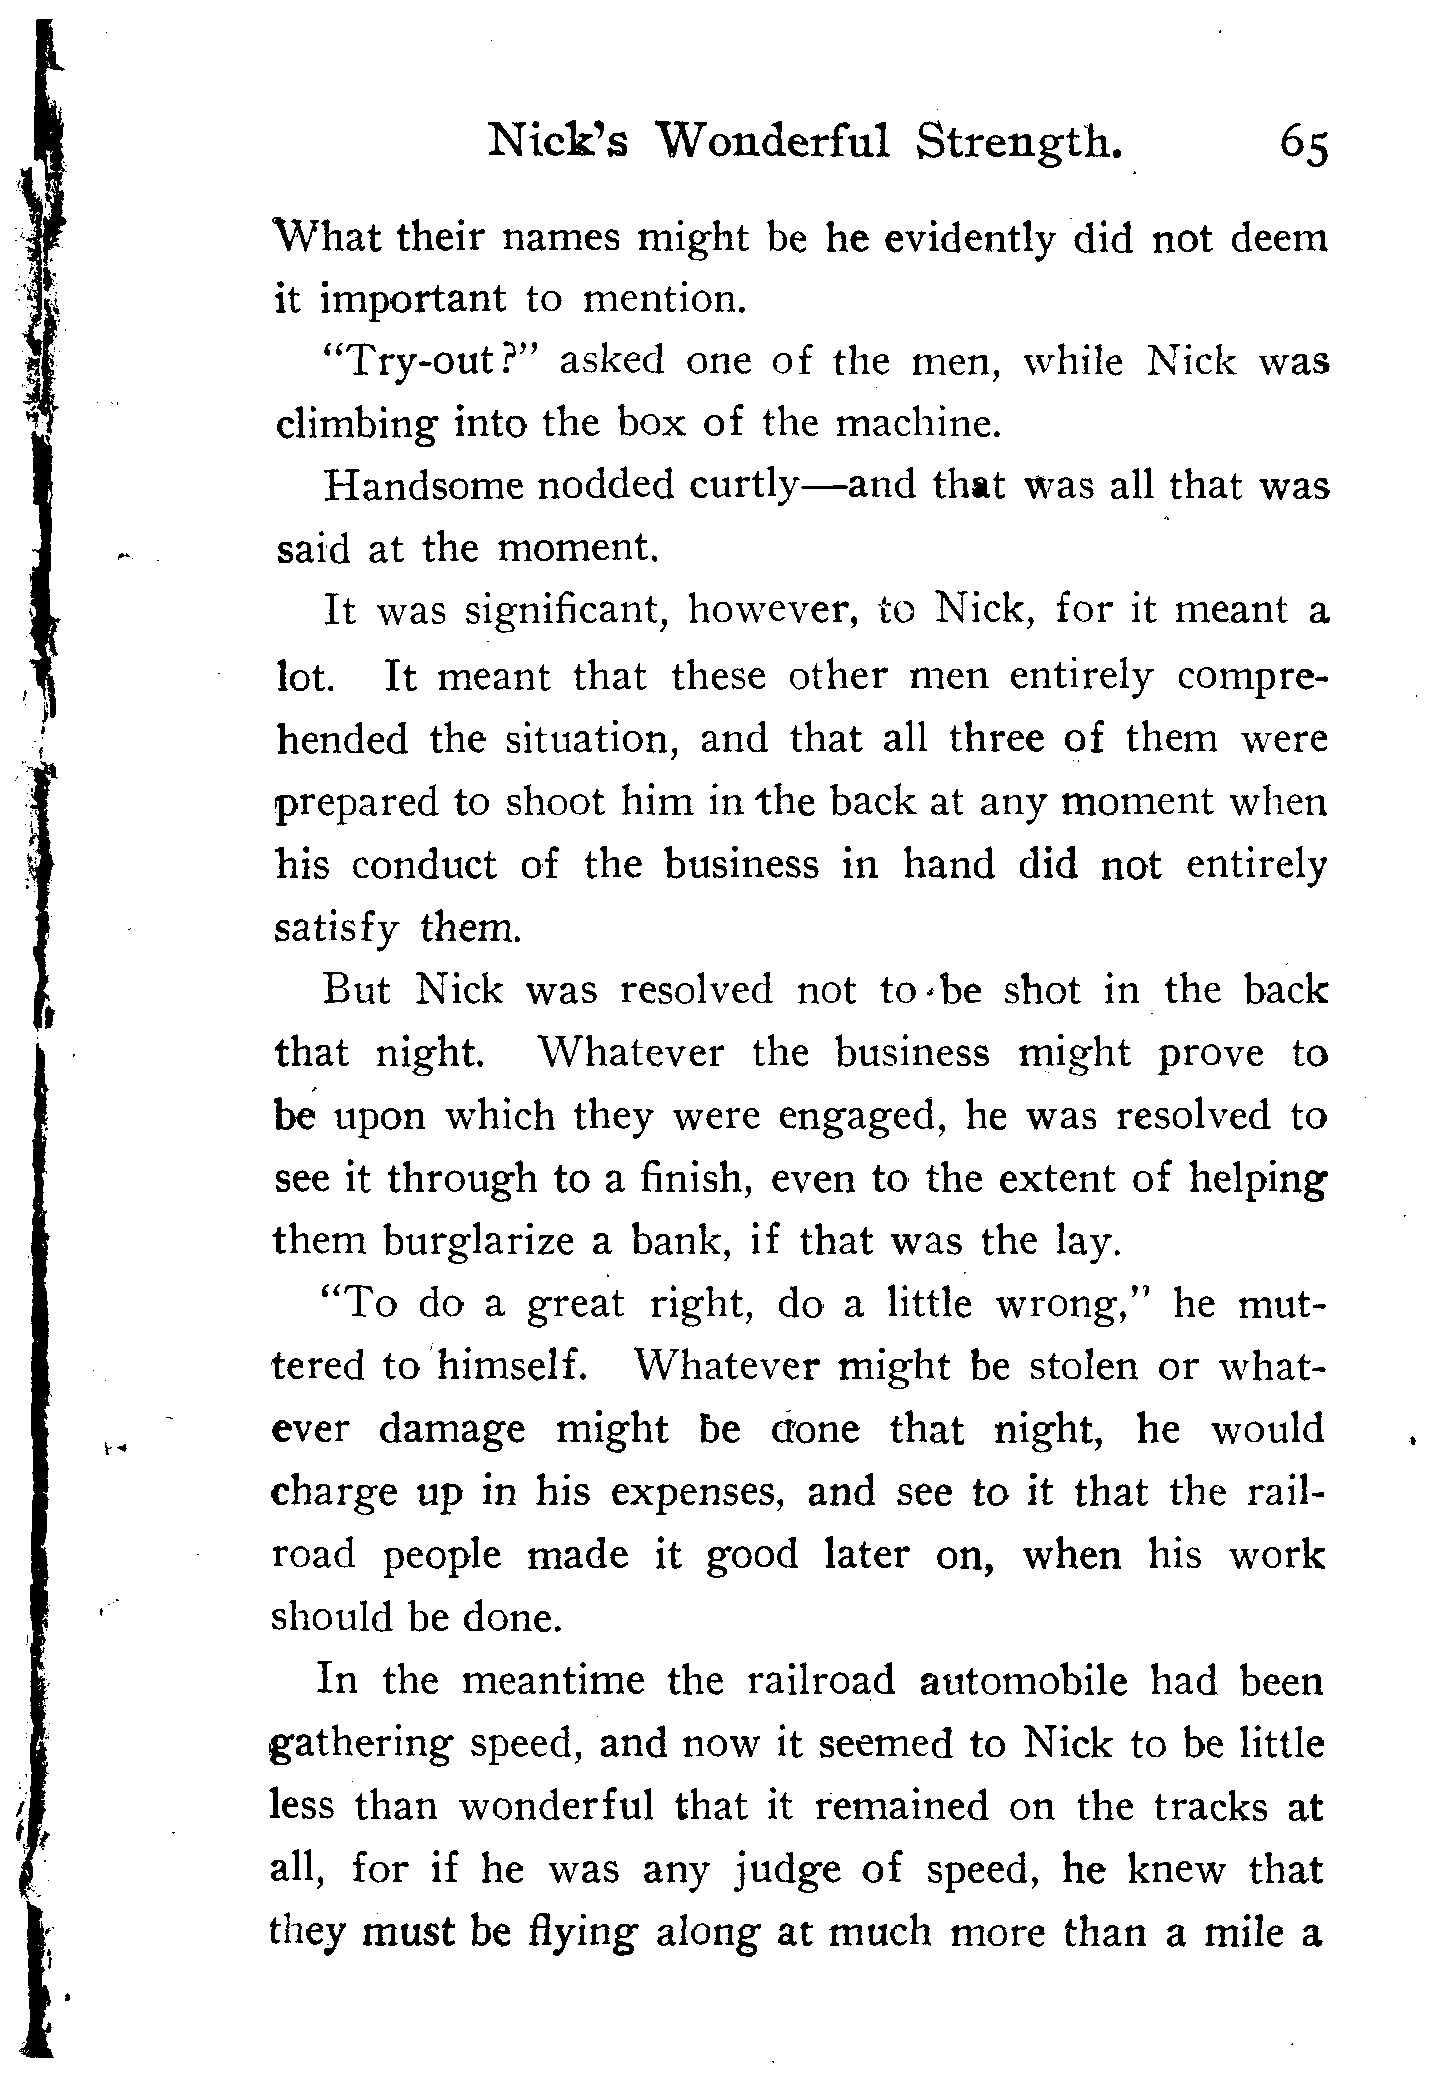 Nick's Wonderful Strength. 65
What their names might be he evidently did not deem
it important to mention.
"Try-out?" asked one of the men, while Nick was
climbing into the box of the machine.
Handsome nodded curtly—and that was all that was
said at the moment.
It was significant, however, to Nick, for it meant a
lot. It meant that these other men entirely compre-
hended the situation, and that all three of them were
prepared to shoot him in the back at any moment when
his conduct of the business in hand did not entirely
satisfy them.
But Nick was resolved not to be shot in the back
that night. Whatever the business might prove to
be upon which they were engaged, he was resolved to
see it through to a finish, even to the extent of helping
them burglarize a bank, if that was the lay.
"To do a great right, do a little wrong," he mut-
tered to himself. Whatever might be stolen or what-
ever damage might be done that night, he would
charge up in his expenses, and see to it that the rail-
road people made it good later on, when his work
should be done.
In the meantime the railroad automobile had been
gathering speed, and now it seemed to Nick to be little
less than wonderful that it remained on the tracks at
all, for if he was any judge of speed, he knew that
they must be flying along at much more than a mile a